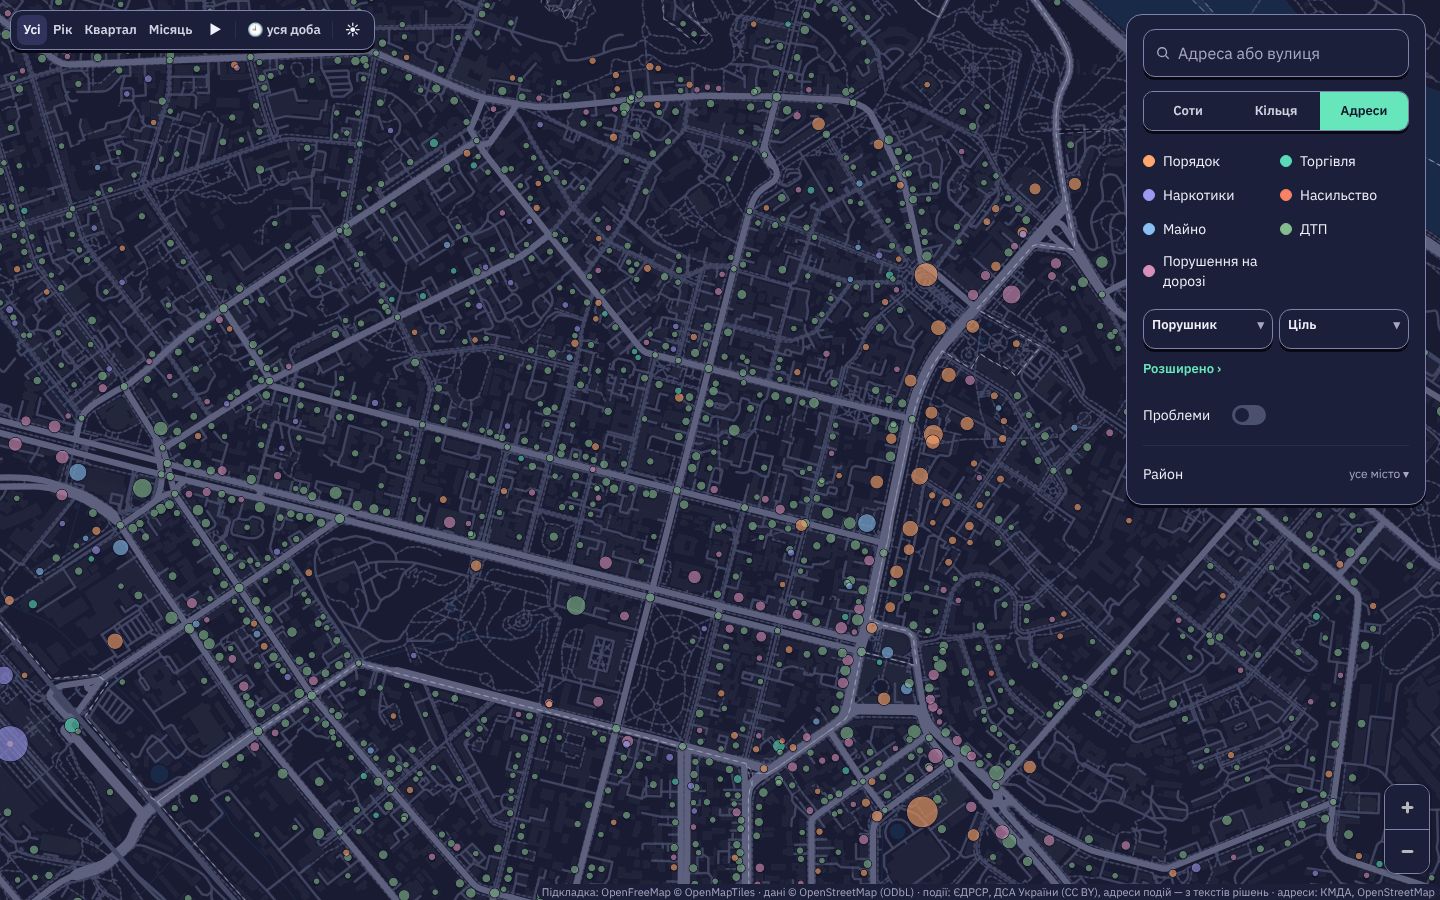 Усі Рік Квартал Місяць уся доба
Адреса або вулиця
Соти Кільця Адреси
Порядок Торгівля
Наркотики Насильство
Майно ДТП
Порушення на
дорозі
Порушник Ціль
Розширено ›
Проблеми
Район усе місто
+
−
Підкладка: OpenFreeMap © OpenMapTiles · дані © OpenStreetMap (ODbL) · події: ЄДРСР, ДСА України (CC BY), адреси подій — з текстів рішень · адреси: КМДА, OpenStreetMap